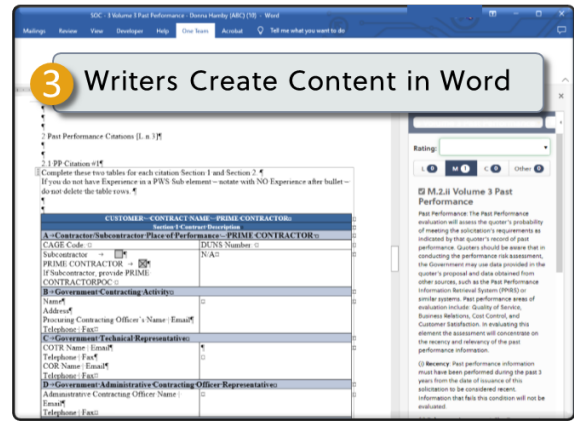 SOC - 3 Volume 3 Past Performance - Donna Hamby (ARC) (10) - Word
Mailings Review View Developer Help One Team Acrobat Tell me what you want to do
3 Writers Create Content in Word
2 Past Performance Citations [L.n.3]¶
2.1 PP Citation #1¶
Complete these two tables for each citation Section 1 and Section 2. ¶
If you do not have Experience in a PWS Sub element – notate with NO Experience after bullet –
do not delete the table rows. ¶
CUSTOMER – CONTRACT NAME – PRIME CONTRACTOR
Section 1 Contract Description
A Contractor/Subcontractor Place of Performance – PRIME CONTRACTOR
CAGE Code: DUNS Number:
Subcontractor → N/A
PRIME CONTRACTOR → ☒¶
If Subcontractor, provide PRIME
CONTRACTORPOC
B Government Contracting Activity
Name¶
Address¶
Procuring Contracting Officer's Name | Email¶
Telephone | Fax
C Government Technical Representative
COTR Name | Email¶
Telephone | Fax¶
COR Name | Email¶
Telephone | Fax
D Government Administrative Contracting Officer Representative
Administrative Contracting Officer Name |
Email¶
Telephone | Fax
Rating:
L 0 M 1 C 0 Other 0
M.2.ii Volume 3 Past
Performance
Past Performance: The Past Performance
evaluation will assess the quoter's probability
of meeting the solicitation's requirements as
indicated by that quoter's record of past
performance. Quoters should be aware that in
conducting the performance risk assessment,
the Government may use data provided in the
quoter's proposal and data obtained from
other sources, such as the Past Performance
Information Retrieval System (PPIRS) or
similar systems. Past performance areas of
evaluation include: Quality of Service,
Business Relations, Cost Control, and
Customer Satisfaction. In evaluating this
element the assessment will concentrate on
the recency and relevancy of the past
performance information.
(i) Recency: Past performance information
must have been performed during the past 3
years from the date of issuance of this
solicitation to be considered recent.
Information that fails this condition will not be
evaluated.